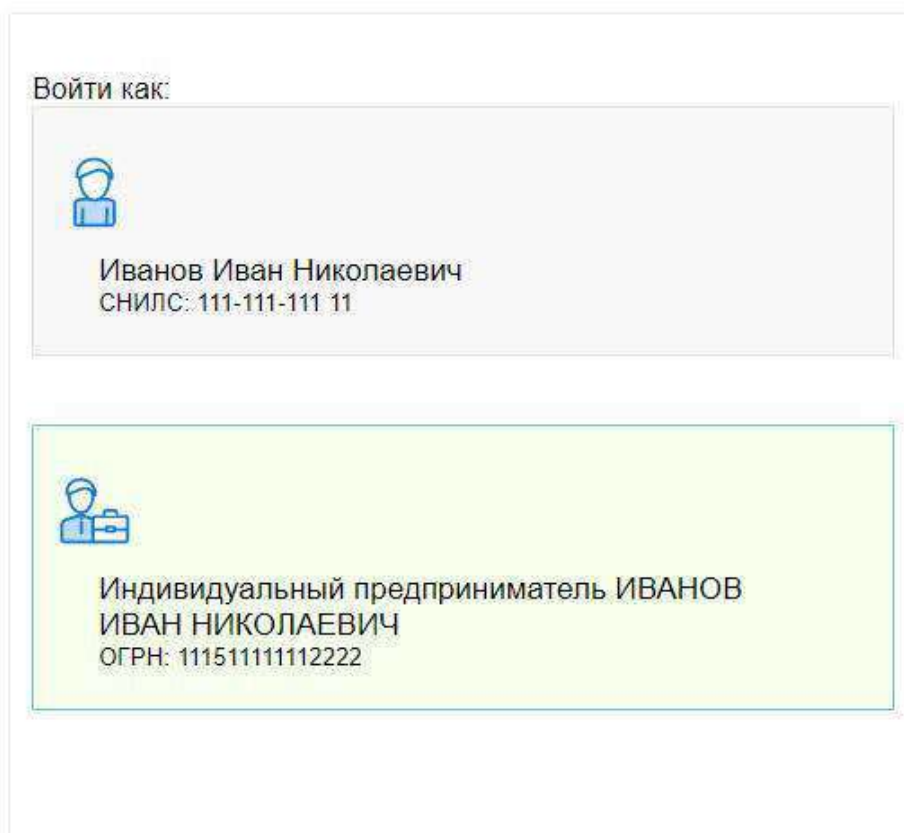 Войти как:
Иванов Иван Николаевич
СНИЛС: 111-111-111 11
Индивидуальный предприниматель ИВАНОВ
ИВАН НИКОЛАЕВИЧ
ОГРН: 111511111112222